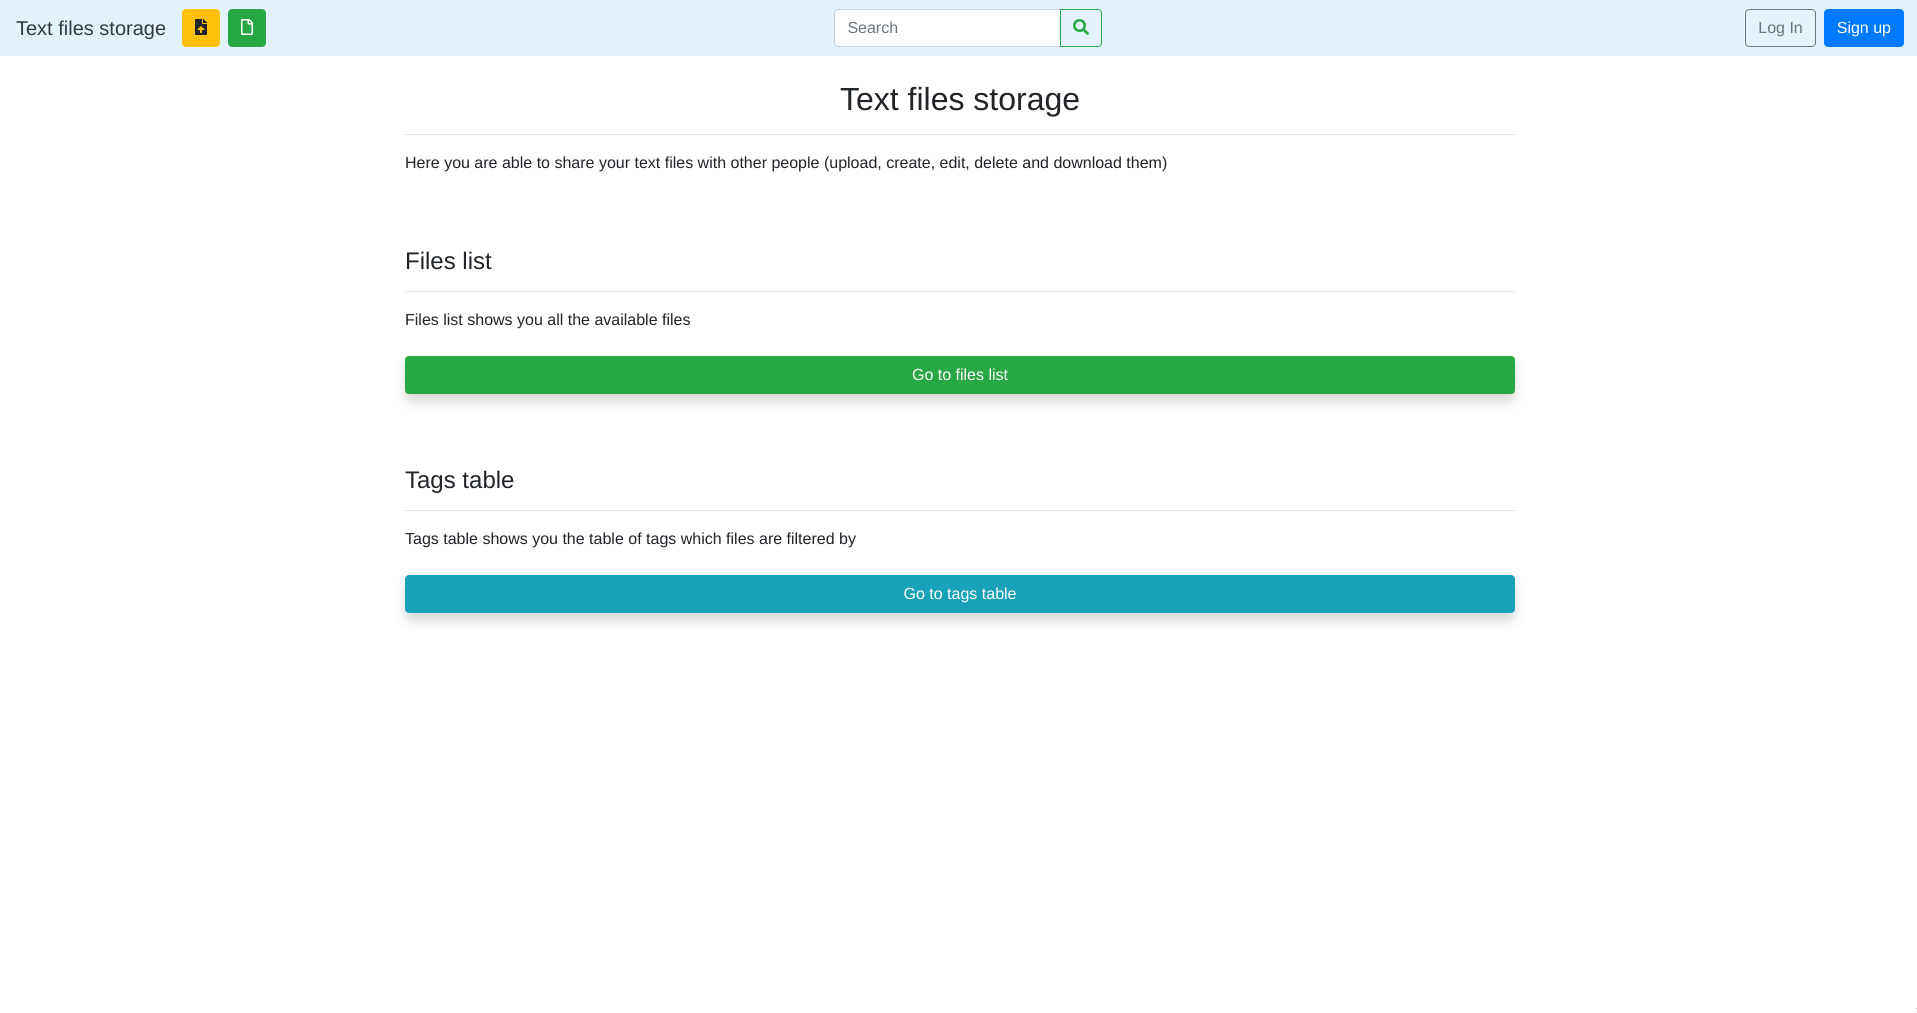 Text files storage
Search
Log In
Sign up
Text files storage
Here you are able to share your text files with other people (upload, create, edit, delete and download them)
Files list
Files list shows you all the available files
Go to files list
Tags table
Tags table shows you the table of tags which files are filtered by
Go to tags table